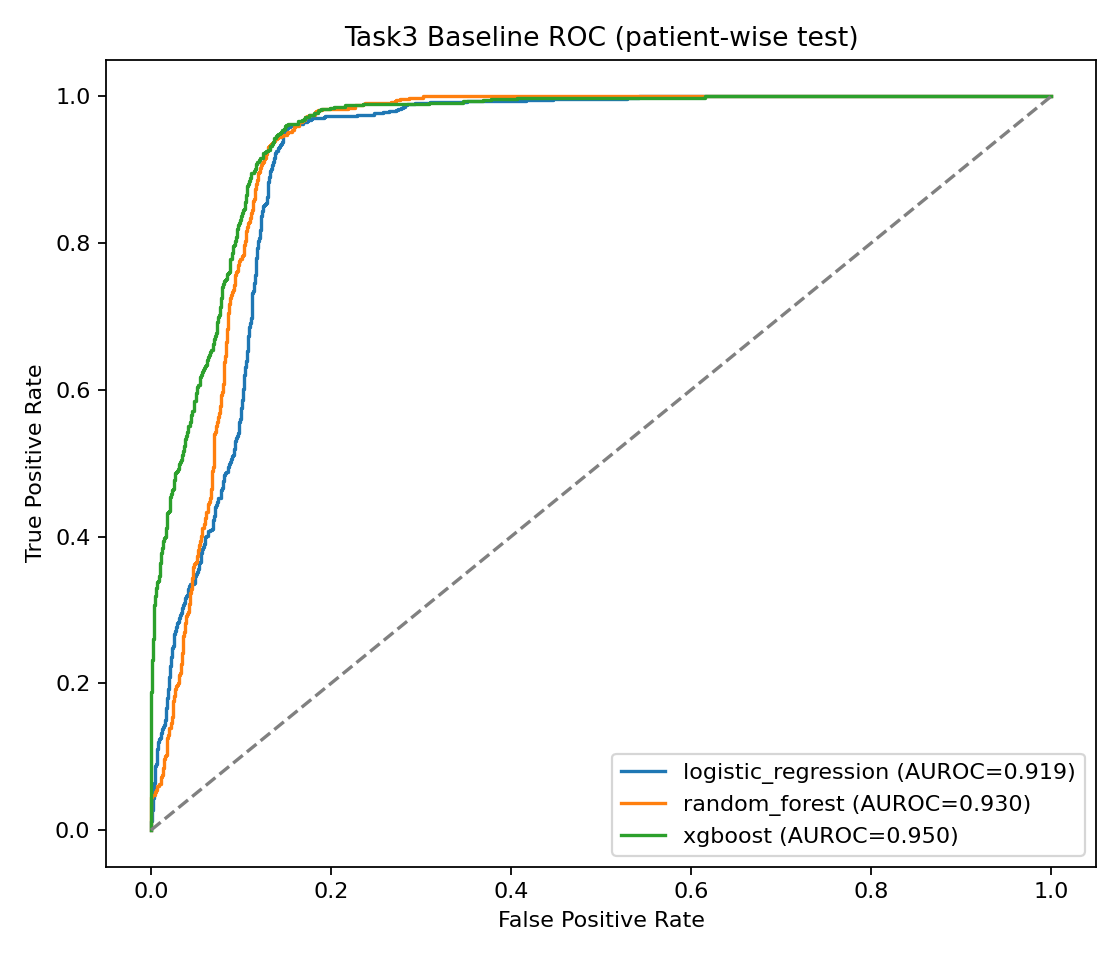 Task3 Baseline ROC (patient-wise test)
True Positive Rate
1.0
0.8
0.6
0.4
0.2
0.0
0.0 0.2 0.4 0.6 0.8 1.0
False Positive Rate
logistic_regression (AUROC=0.919)
random_forest (AUROC=0.930)
xgboost (AUROC=0.950)